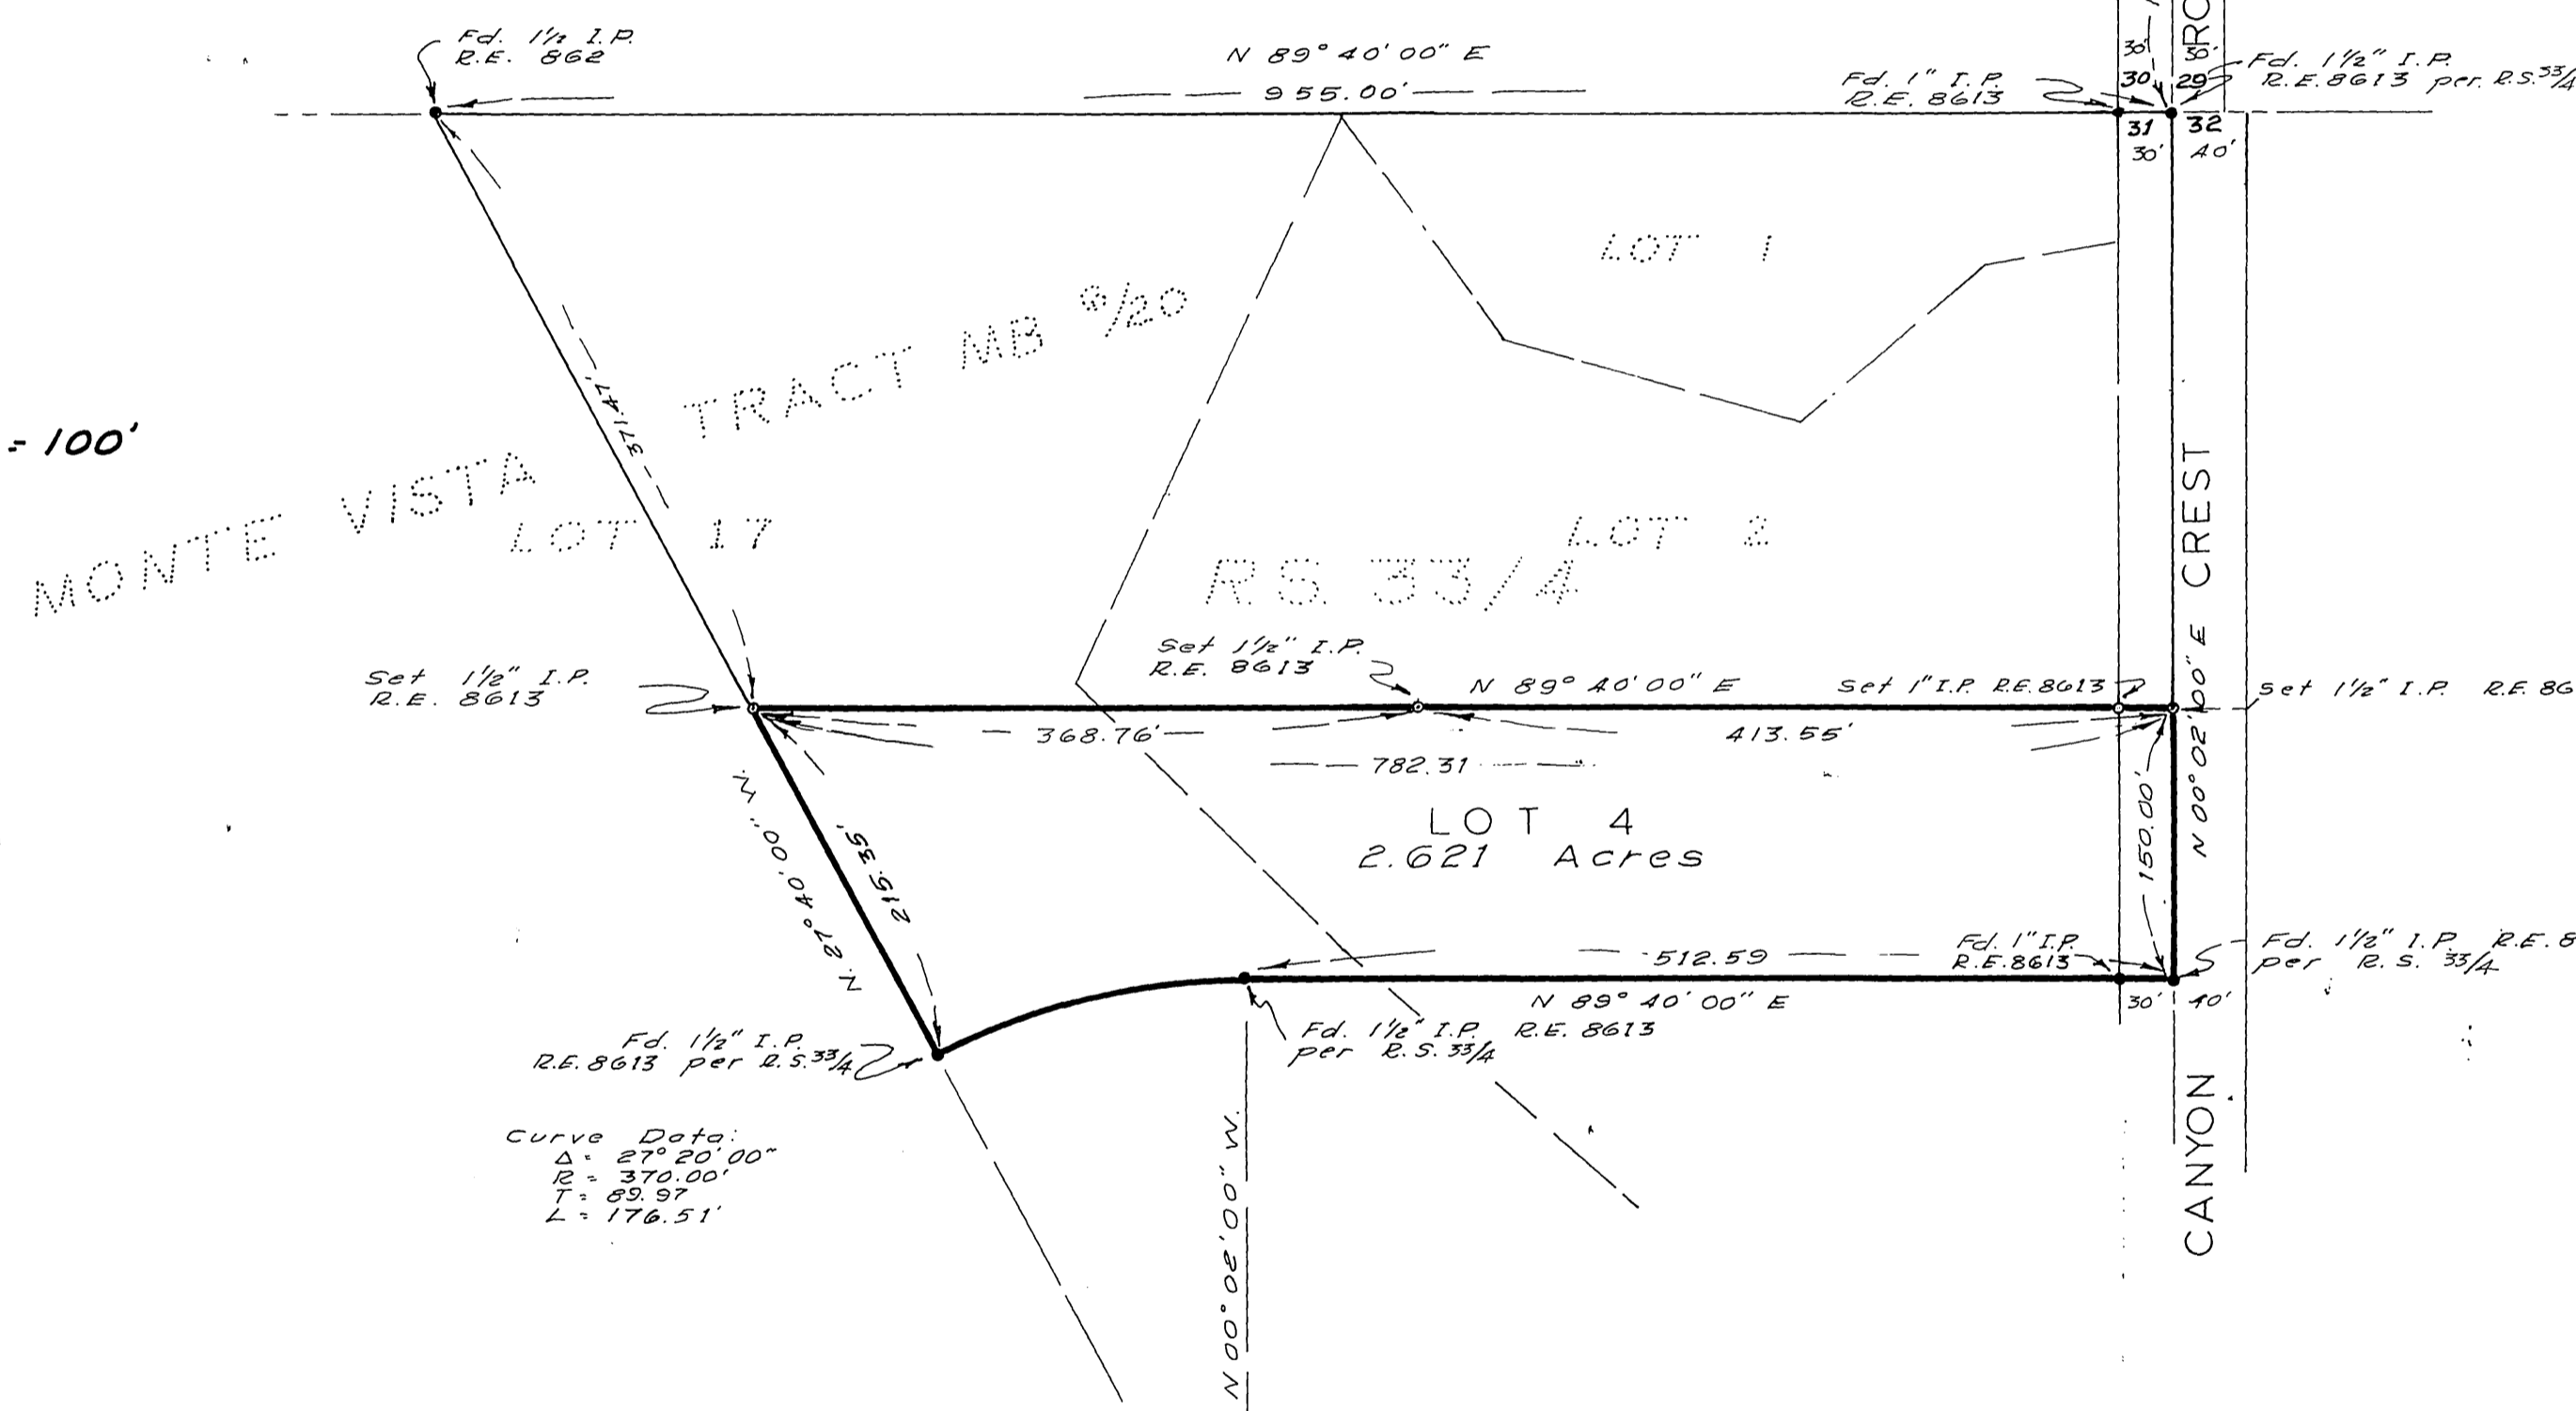 Fd. 1½ I.P.
R.E. 862
N 89° 40' 00" E
955.00'
Fd. 1" I.P.
R.E. 8613
30'
30'
30
29
31
32
30'
40'
RO
Fd. 1½" I.P.
R.E. 8613 per. R.S. 33/4
LOT 1
= 100'
MONTE VISTA TRACT MB 6/20
371.47'
LOT 17
LOT 2
R.S. 33/4
CREST
Set 1½" I.P.
R.E. 8613
Set 1½" I.P.
R.E. 8613
N 89° 40' 00" E
Set 1" I.P. R.E. 8613
Set 1½" I.P. R.E. 86
368.76'
413.55'
782.31
N 00° 02' 00" E
150.00'
LOT 4
2.621 Acres
N. 27° 40' 00" W.
215.35'
512.59
Fd. 1" I.P.
R.E. 8613
Fd. 1½" I.P. R.E. 8
per R. S. 33/4
N 89° 40' 00" E
30'
40'
Fd. 1½" I.P. R.E. 8613
per R.S. 33/4
Fd. 1½" I.P.
R.E. 8613 per R.S. 33/4
CANYON
Curve Data:
Δ = 27° 20' 00"
R = 370.00'
T = 89.97
L = 176.51'
N 00° 02' 00" W.